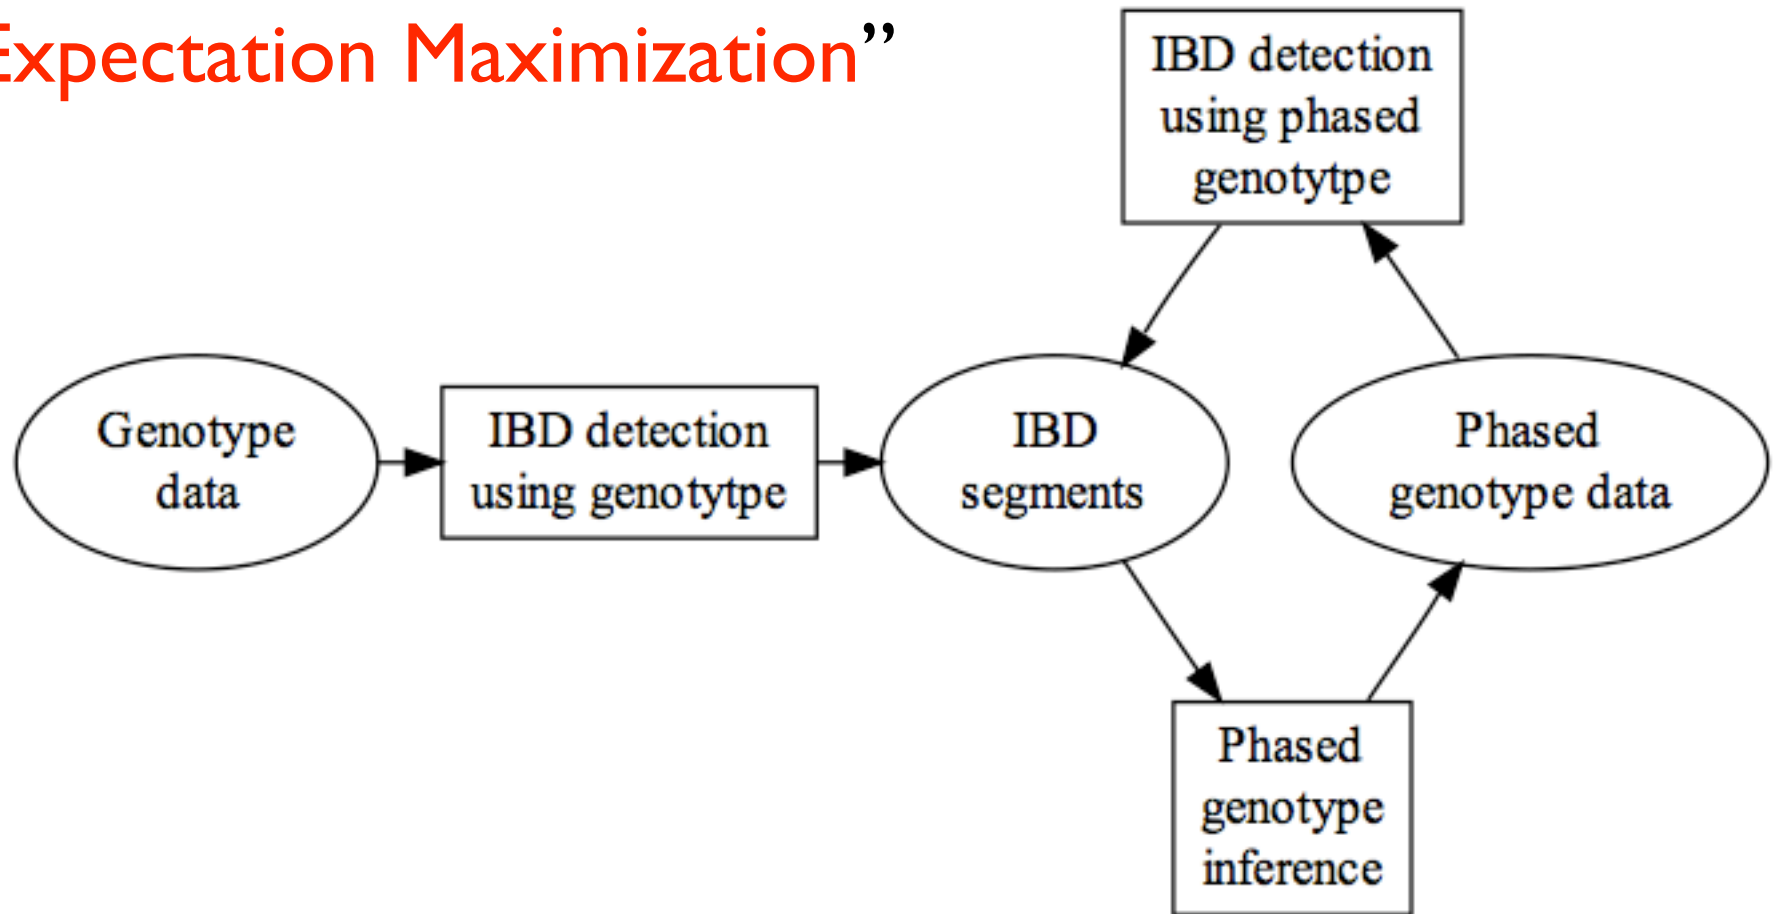 Expectation Maximization”
IBD detection
using phased
genotytpe
Genotype
data
IBD detection
using genotytpe
IBD
segments
Phased
genotype data
Phased
genotype
inference